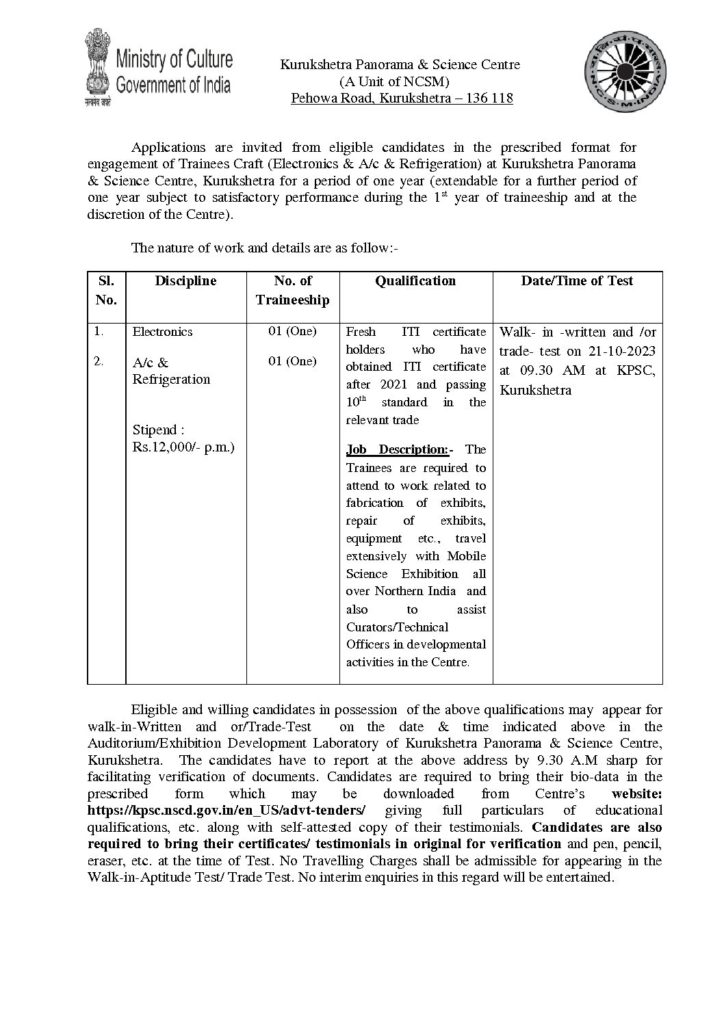 Ministry of Culture
Government of India
सत्यमेव जयते
Kurukshetra Panorama & Science Centre
(A Unit of NCSM)
Pehowa Road, Kurukshetra – 136 118
N.C.S.M. INDIA
Applications are invited from eligible candidates in the prescribed format for
engagement of Trainees Craft (Electronics & A/c & Refrigeration) at Kurukshetra Panorama
& Science Centre, Kurukshetra for a period of one year (extendable for a further period of
one year subject to satisfactory performance during the 1st year of traineeship and at the
discretion of the Centre).
The nature of work and details are as follow:-
Sl. No.
Discipline
No. of Traineeship
Qualification
Date/Time of Test
1.
Electronics
01 (One)
2.
A/c &
Refrigeration
01 (One)
Stipend :
Rs.12,000/- p.m.)
Fresh ITI certificate
holders who have
obtained ITI certificate
after 2021 and passing
10th standard in the
relevant trade
Job Description:- The
Trainees are required to
attend to work related to
fabrication of exhibits,
repair of exhibits,
equipment etc., travel
extensively with Mobile
Science Exhibition all
over Northern India and
also to assist
Curators/Technical
Officers in developmental
activities in the Centre.
Walk- in -written and /or
trade- test on 21-10-2023
at 09.30 AM at KPSC,
Kurukshetra
Eligible and willing candidates in possession of the above qualifications may appear for
walk-in-Written and or/Trade-Test on the date & time indicated above in the
Auditorium/Exhibition Development Laboratory of Kurukshetra Panorama & Science Centre,
Kurukshetra. The candidates have to report at the above address by 9.30 A.M sharp for
facilitating verification of documents. Candidates are required to bring their bio-data in the
prescribed form which may be downloaded from Centre's website:
https://kpsc.nscd.gov.in/en_US/advt-tenders/ giving full particulars of educational
qualifications, etc. along with self-attested copy of their testimonials. Candidates are also
required to bring their certificates/ testimonials in original for verification and pen, pencil,
eraser, etc. at the time of Test. No Travelling Charges shall be admissible for appearing in the
Walk-in-Aptitude Test/ Trade Test. No interim enquiries in this regard will be entertained.